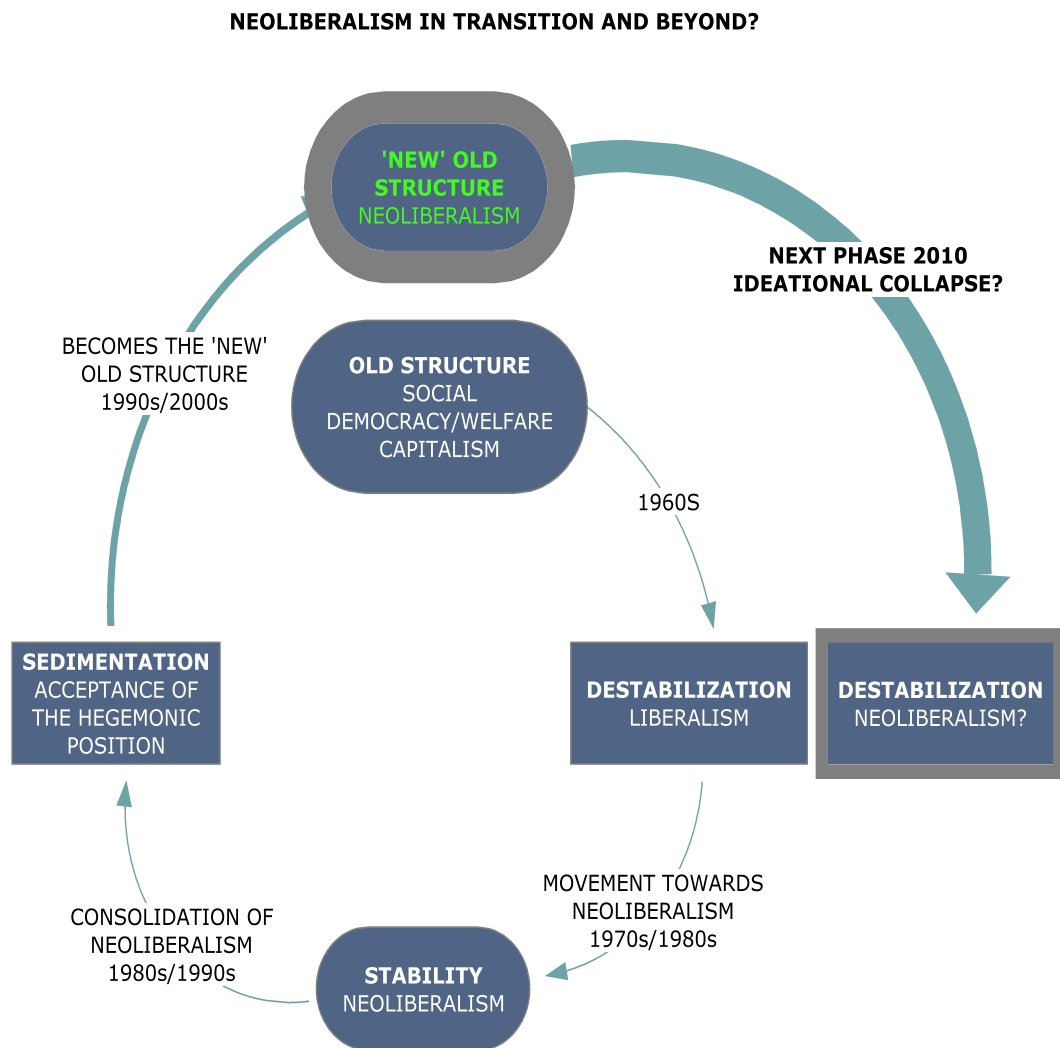 NEOLIBERALISM IN TRANSITION AND BEYOND?
'NEW' OLD
STRUCTURE
NEOLIBERALISM
NEXT PHASE 2010
IDEATIONAL COLLAPSE?
BECOMES THE 'NEW'
OLD STRUCTURE
1990s/2000s
OLD STRUCTURE
SOCIAL
DEMOCRACY/WELFARE
CAPITALISM
1960S
SEDIMENTATION
ACCEPTANCE OF
THE HEGEMONIC
POSITION
DESTABILIZATION
LIBERALISM
DESTABILIZATION
NEOLIBERALISM?
MOVEMENT TOWARDS
NEOLIBERALISM
1970s/1980s
CONSOLIDATION OF
NEOLIBERALISM
1980s/1990s
STABILITY
NEOLIBERALISM